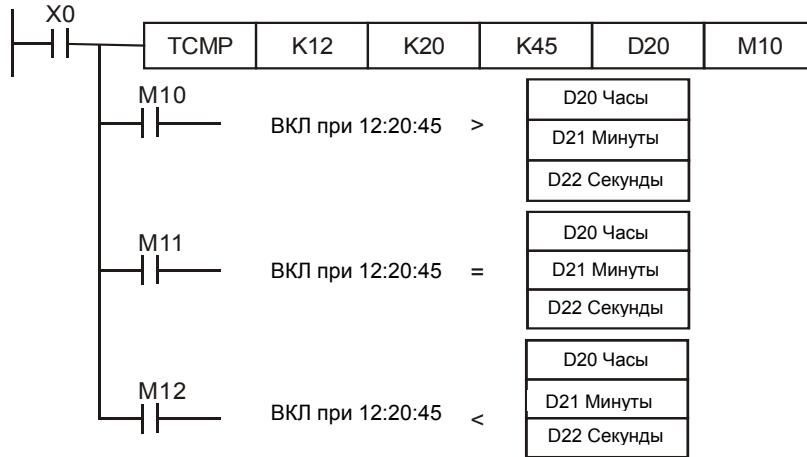 X0
TCMP K12 K20 K45 D20 M10
M10
ВКЛ при 12:20:45 >
D20 Часы
D21 Минуты
D22 Секунды
M11
ВКЛ при 12:20:45 =
D20 Часы
D21 Минуты
D22 Секунды
M12
ВКЛ при 12:20:45 <
D20 Часы
D21 Минуты
D22 Секунды